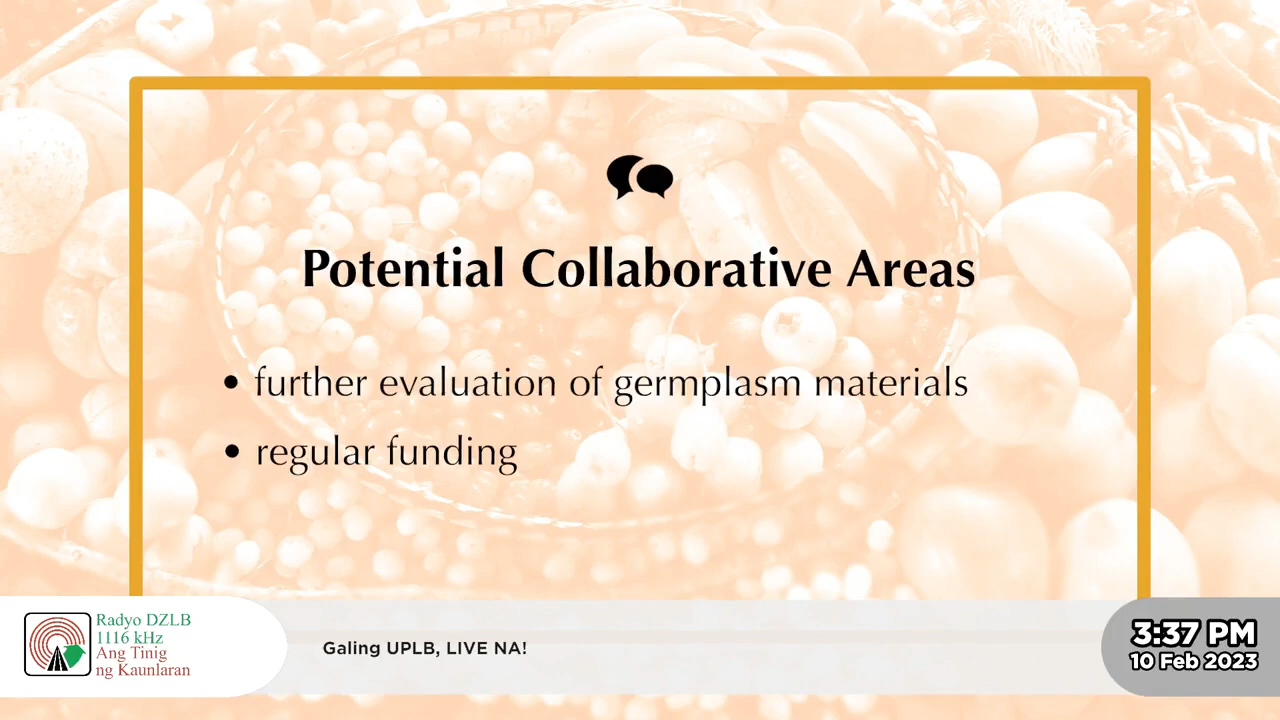 Potential Collaborative Areas
• further evaluation of germplasm materials
• regular funding
Radyo DZLB
1116 kHz
Ang Tinig
ng Kaunlaran
Galing UPLB, LIVE NA!
3:37 PM
10 Feb 2023